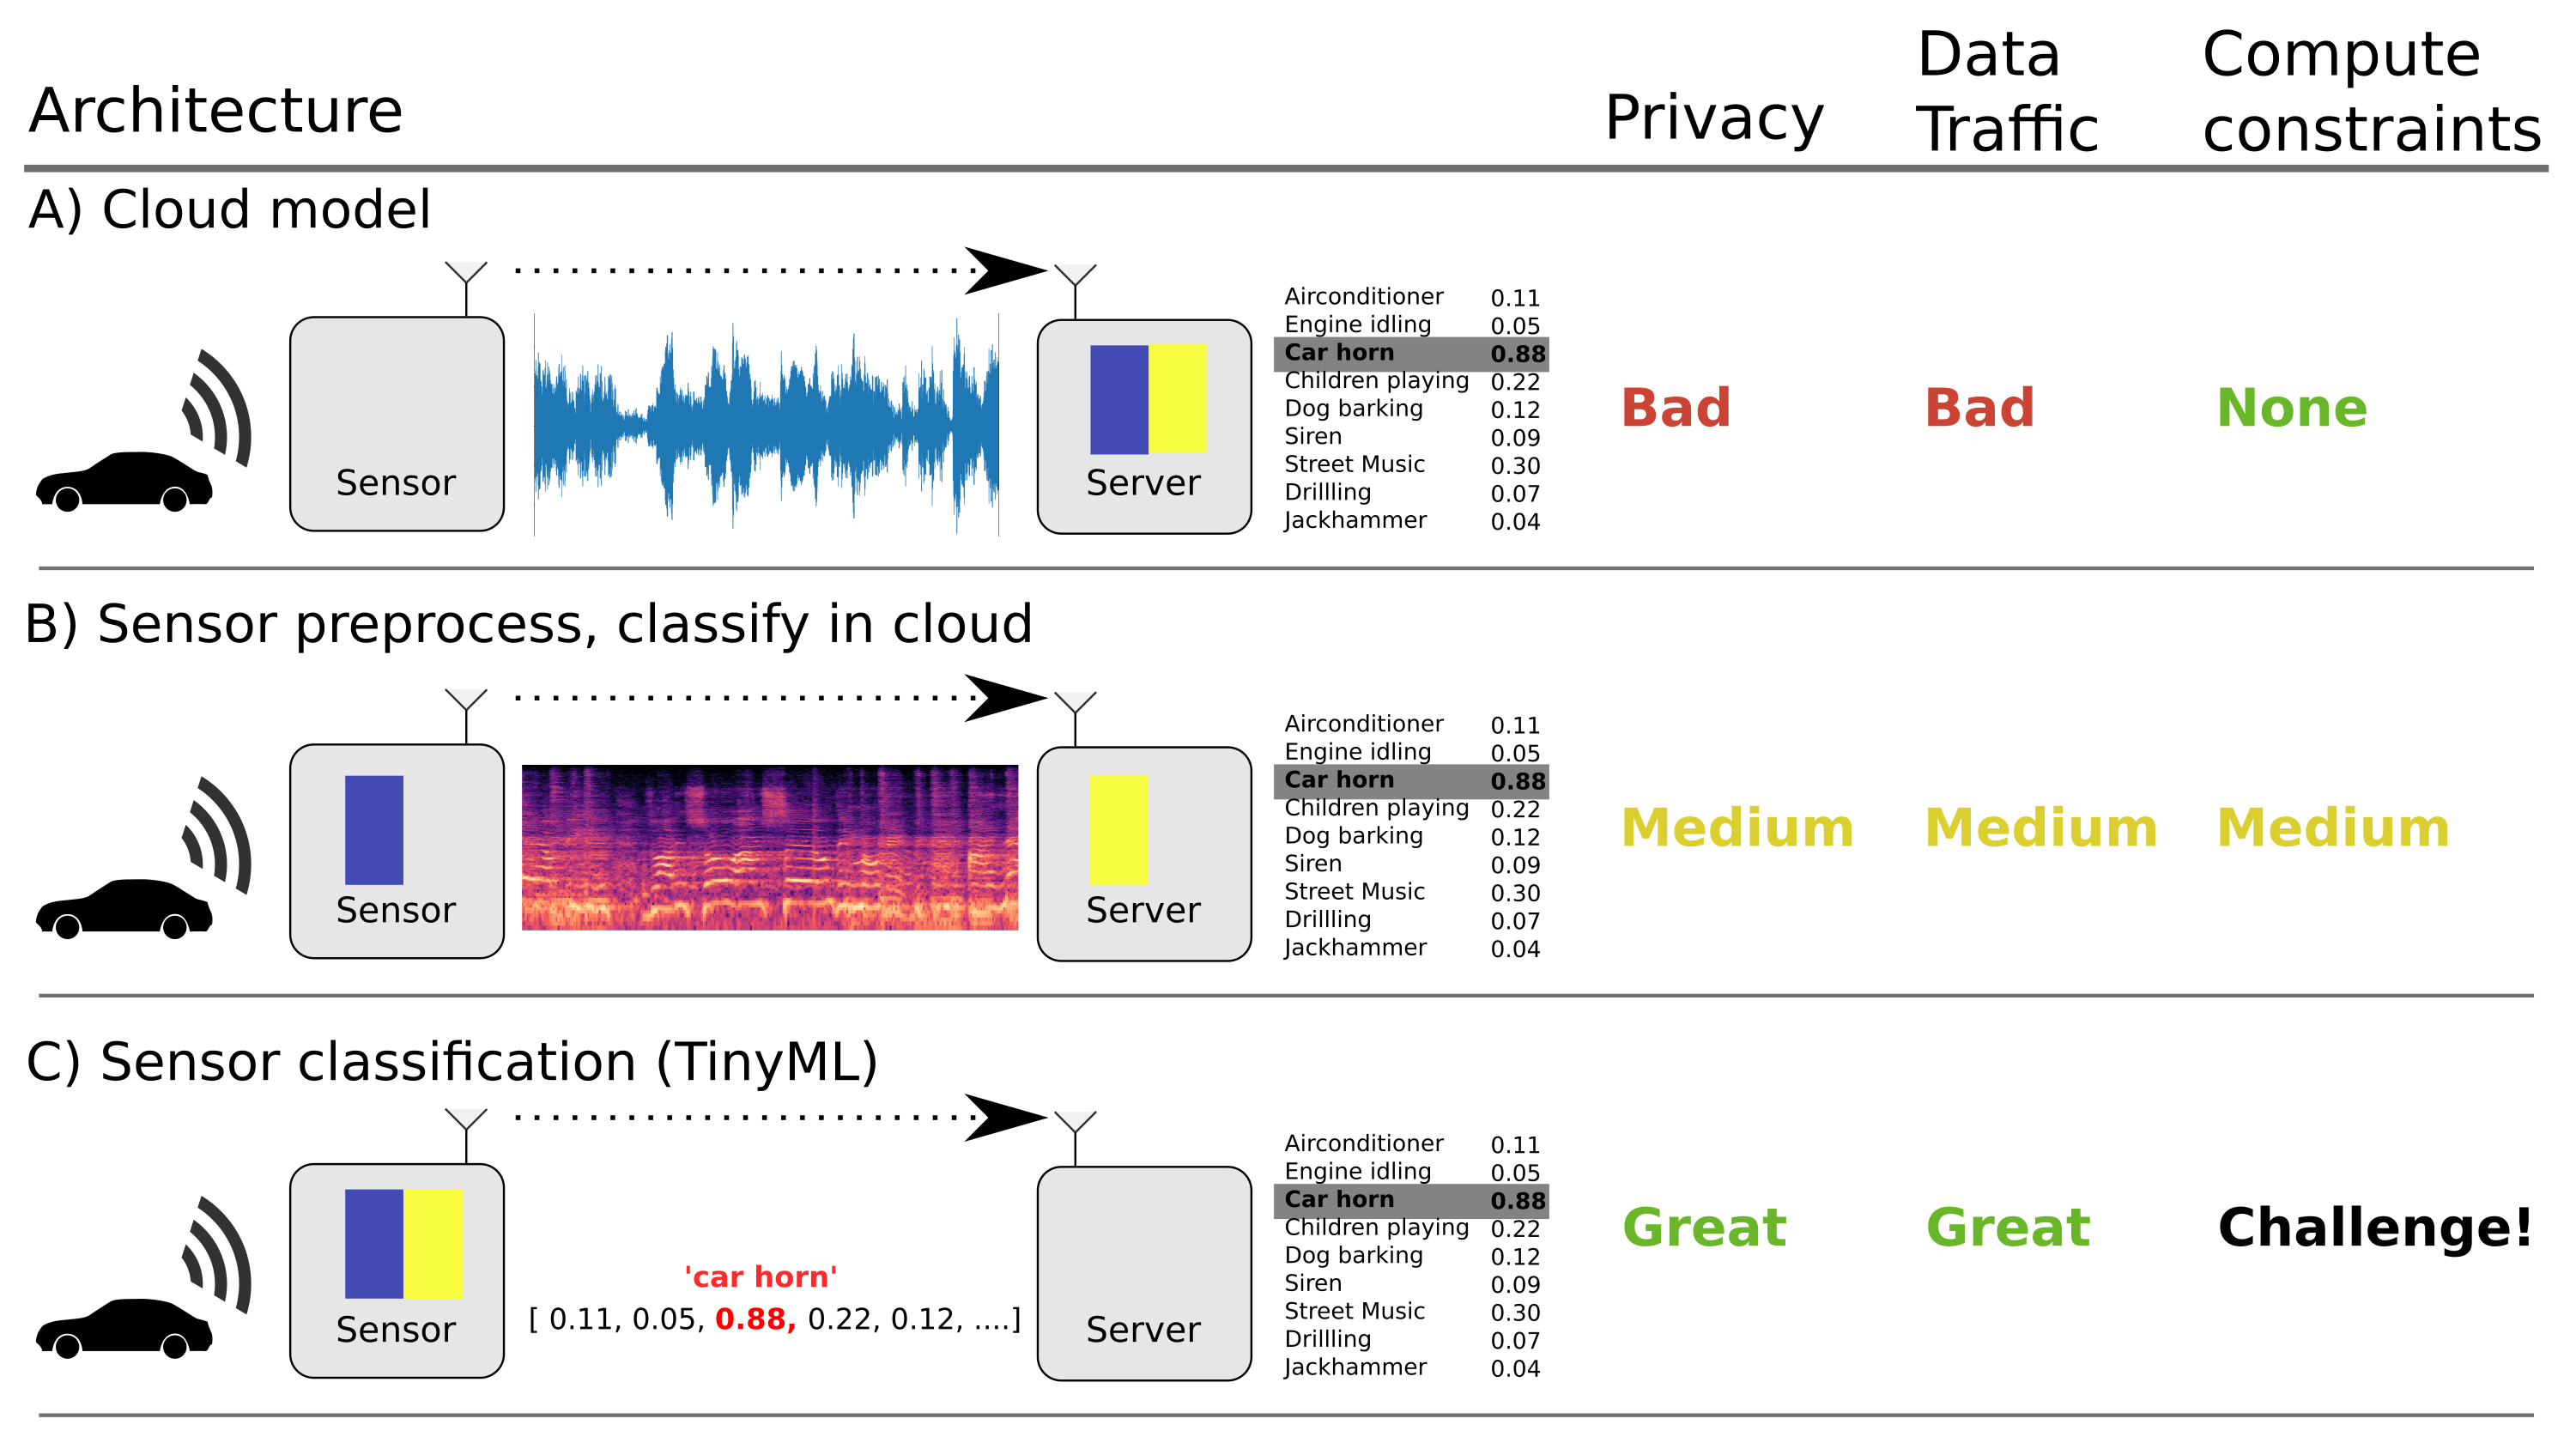 Architecture
Privacy
Data
Traffic
Compute
constraints
A) Cloud model
Sensor
Server
Airconditioner 0.11
Engine idling 0.05
Car horn 0.88
Children playing 0.22
Dog barking 0.12
Siren 0.09
Street Music 0.30
Drillling 0.07
Jackhammer 0.04
Bad
Bad
None
B) Sensor preprocess, classify in cloud
Sensor
Server
Airconditioner 0.11
Engine idling 0.05
Car horn 0.88
Children playing 0.22
Dog barking 0.12
Siren 0.09
Street Music 0.30
Drillling 0.07
Jackhammer 0.04
Medium
Medium
Medium
C) Sensor classification (TinyML)
Sensor
'car horn'
[ 0.11, 0.05, 0.88, 0.22, 0.12, ....]
Server
Airconditioner 0.11
Engine idling 0.05
Car horn 0.88
Children playing 0.22
Dog barking 0.12
Siren 0.09
Street Music 0.30
Drillling 0.07
Jackhammer 0.04
Great
Great
Challenge!